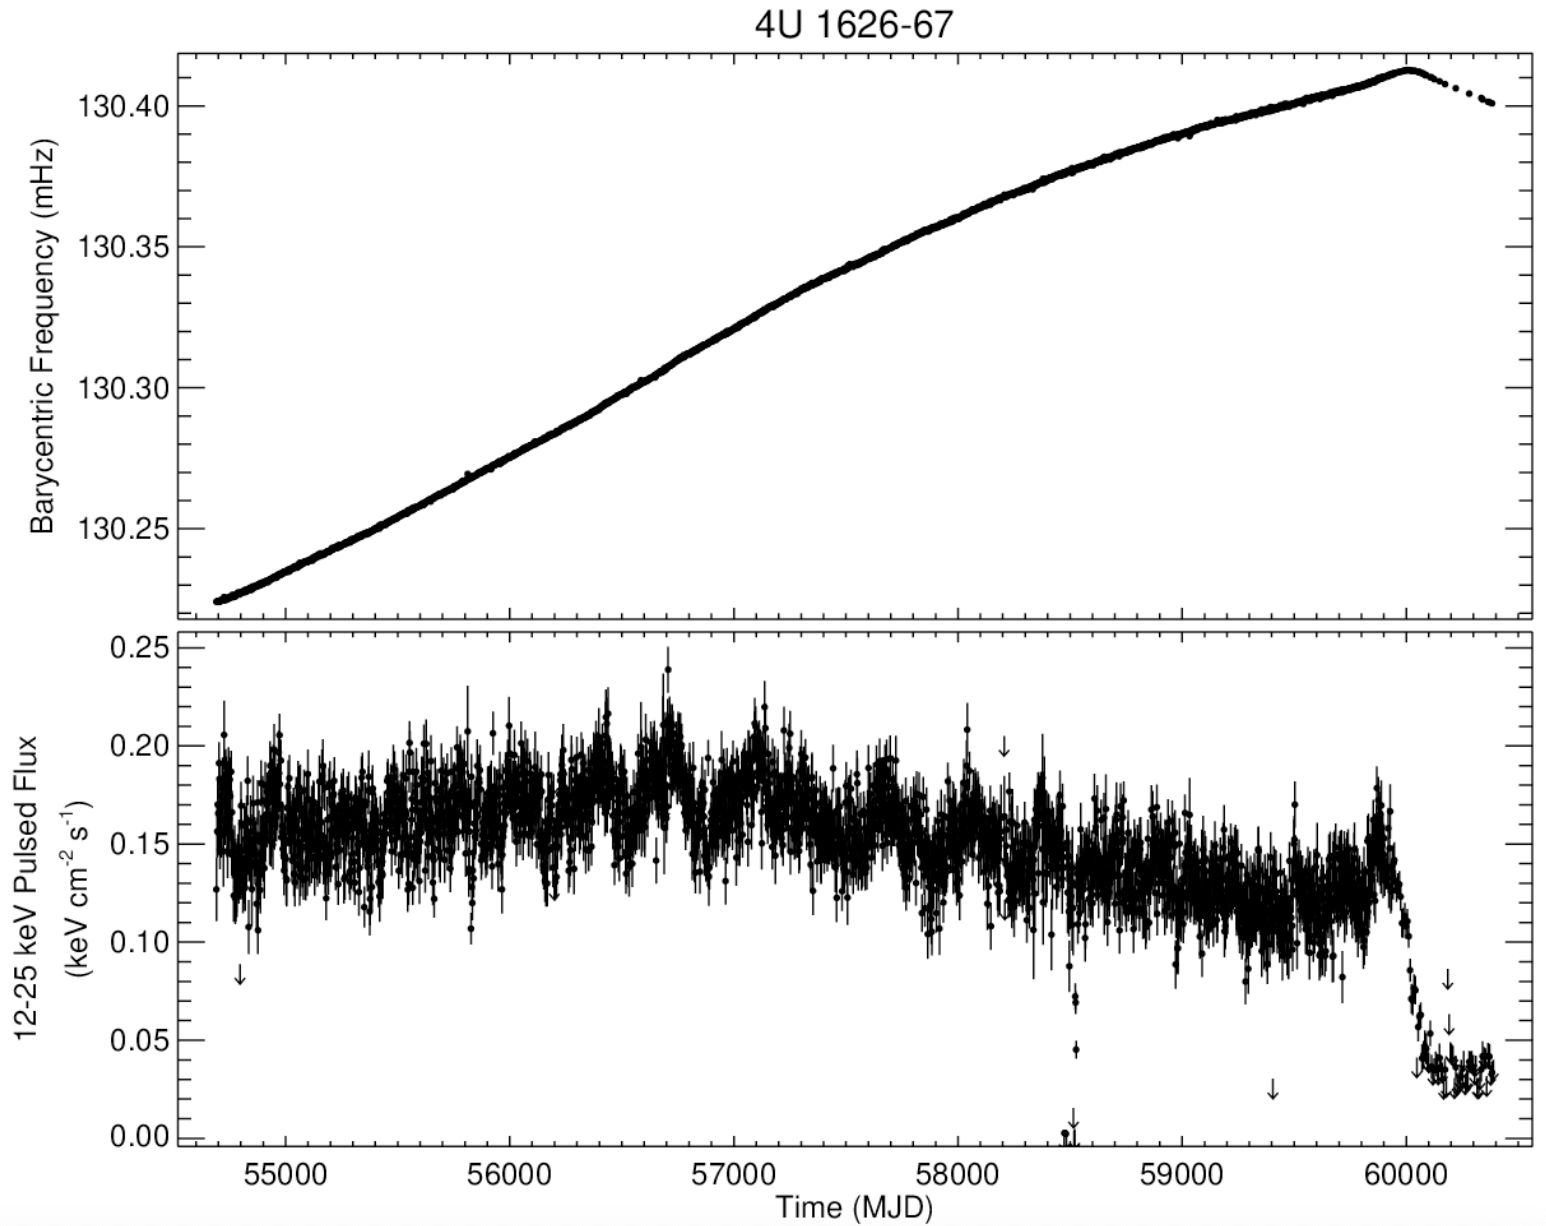 4U 1626-67
Barycentric Frequency (mHz)
130.40
130.35
130.30
130.25
12-25 keV Pulsed Flux
(keV cm-2 s-1)
0.25
0.20
0.15
0.10
0.05
0.00
55000 56000 57000 58000 59000 60000
Time (MJD)